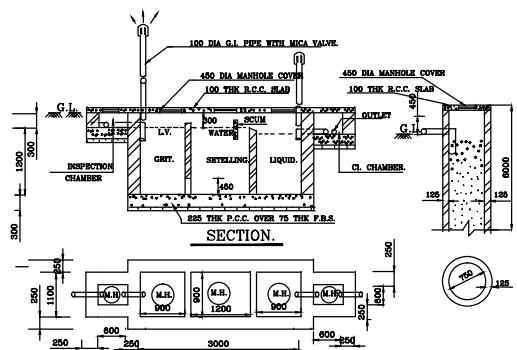 100 DIA G.I. PIPE WITH MICA VALVE.
450 DIA MANHOLE COVER
100 THK R.C.C. SLAB
450 DIA MANHOLE COVER
100 THK R.C.C. SLAB
450
G.L.
300
SCUM
OUTLET
G.L.
L.V.
WATER
300
1200
INSPECTION
CHAMBER
GRIT.
SETELLING.
LIQUID.
CI. CHAMBER.
450
6000
125
125
300
225 THK P.C.C. OVER 75 THK F.B.S.
SECTION.
250
250
M.H
M.H.
M.H.
M.H.
900
600
750
1100
250
900
1200
900
250
125
600
600
250
250
3000
250